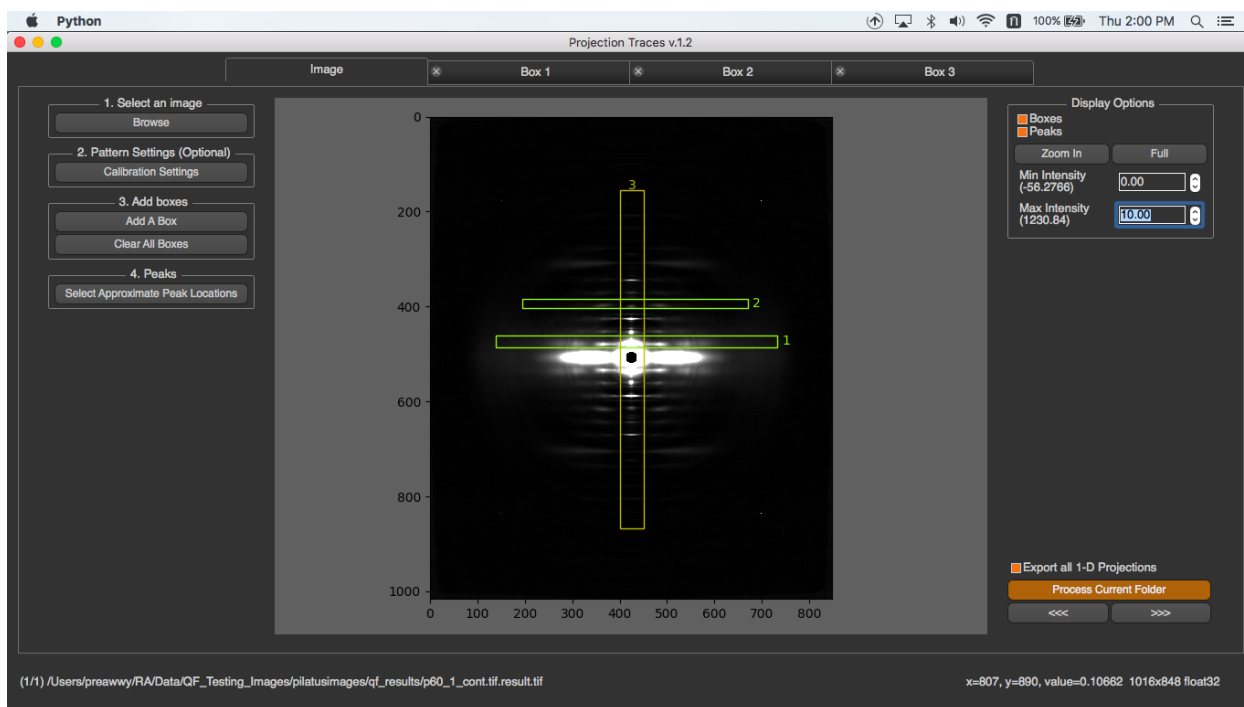 Python
100%
Thu 2:00 PM
Projection Traces v.1.2
Image
Box 1
Box 2
Box 3
1. Select an image
Browse
2. Pattern Settings (Optional)
Calibration Settings
3. Add boxes
Add A Box
Clear All Boxes
4. Peaks
Select Approximate Peak Locations
0
200
400
600
800
1000
0 100 200 300 400 500 600 700 800
3
2
1
Display Options
Boxes
Peaks
Zoom In
Full
Min Intensity
(-56.2766)
0.00
Max Intensity
(1230.84)
10.00
Export all 1-D Projections
Process Current Folder
<<<
>>>
(1/1) /Users/preawwy/RA/Data/QF_Testing_Images/pilatusimages/qf_results/p60_1_cont.tif.result.tif
x=807, y=890, value=0.10662 1016x848 float32